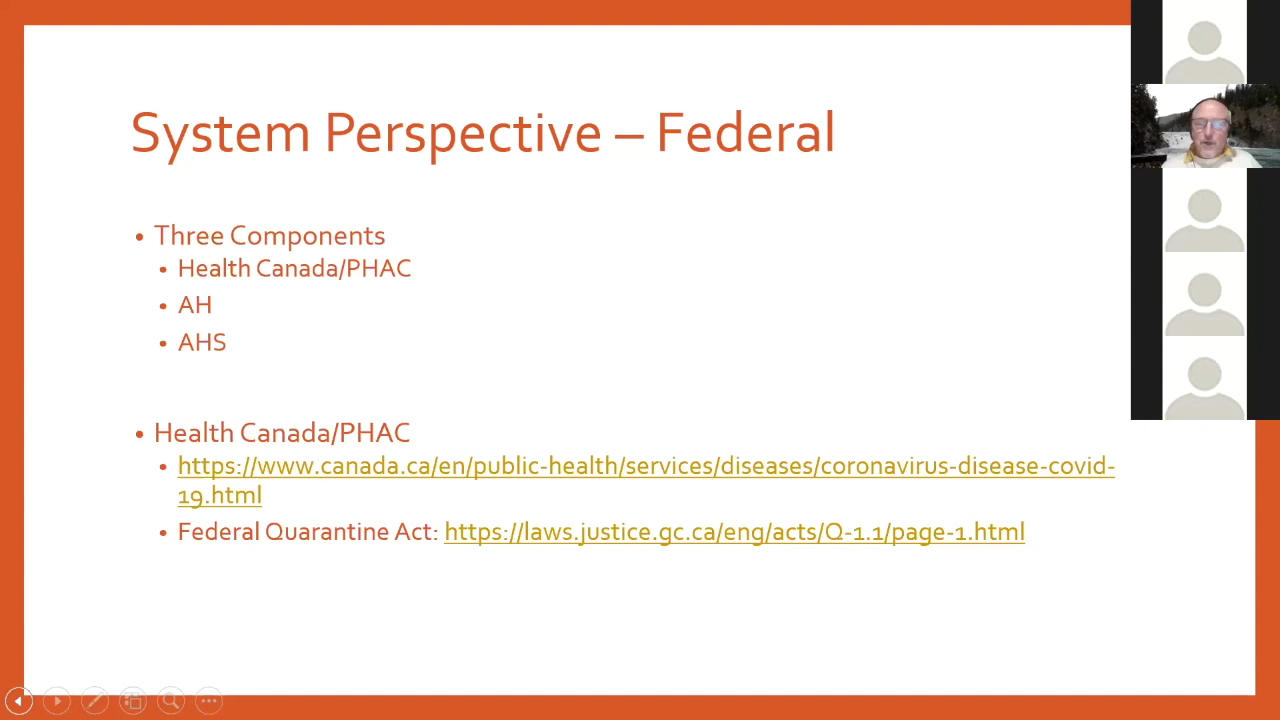 System Perspective – Federal
• Three Components
• Health Canada/PHAC
• AH
• AHS
• Health Canada/PHAC
• https://www.canada.ca/en/public-health/services/diseases/coronavirus-disease-covid-
19.html
• Federal Quarantine Act: https://laws.justice.gc.ca/eng/acts/Q-1.1/page-1.html